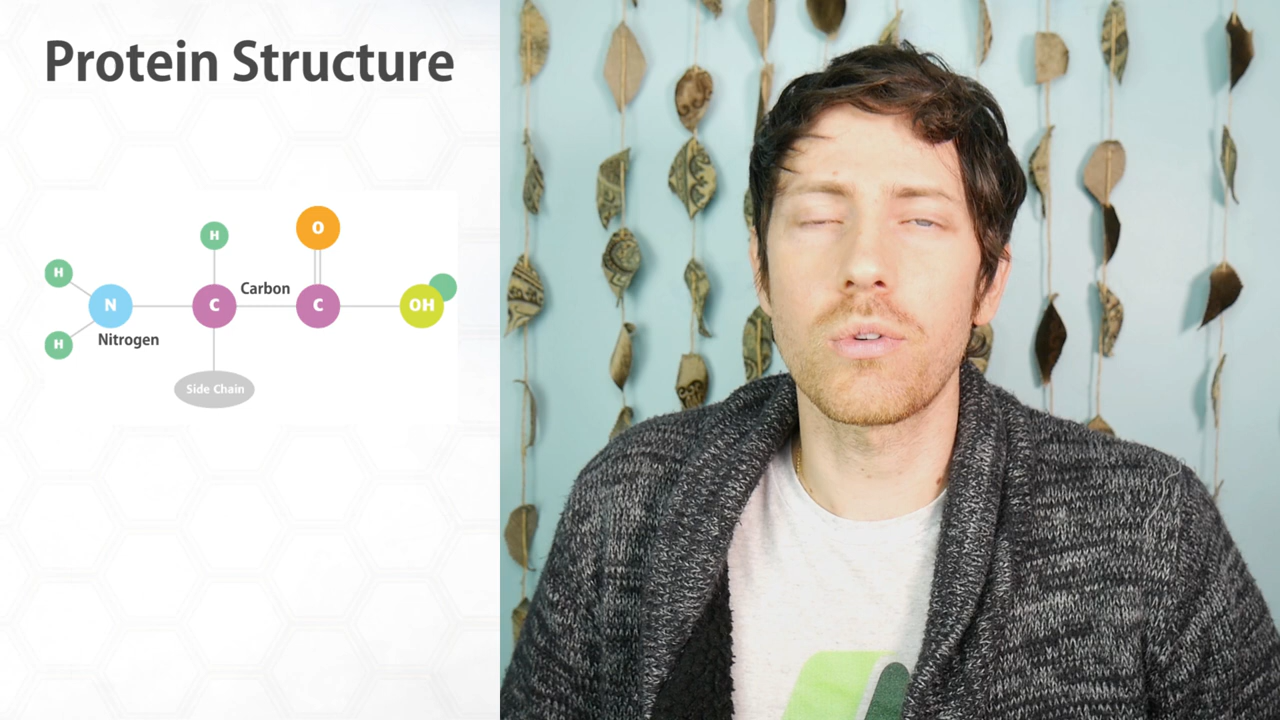 Protein Structure
H
O
H
Carbon
N
C
C
OH
Nitrogen
H
Side Chain